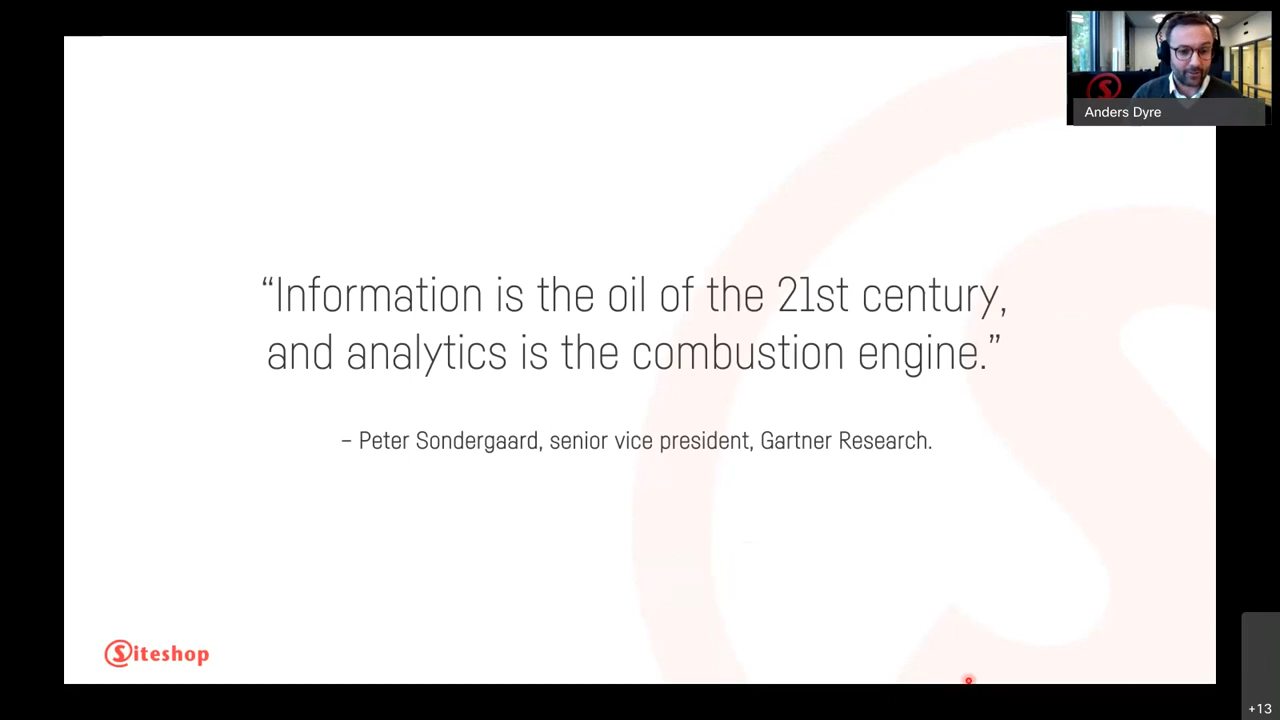 Anders Dyre
“Information is the oil of the 21st century,
and analytics is the combustion engine.”
– Peter Sondergaard, senior vice president, Gartner Research.
Siteshop
+13